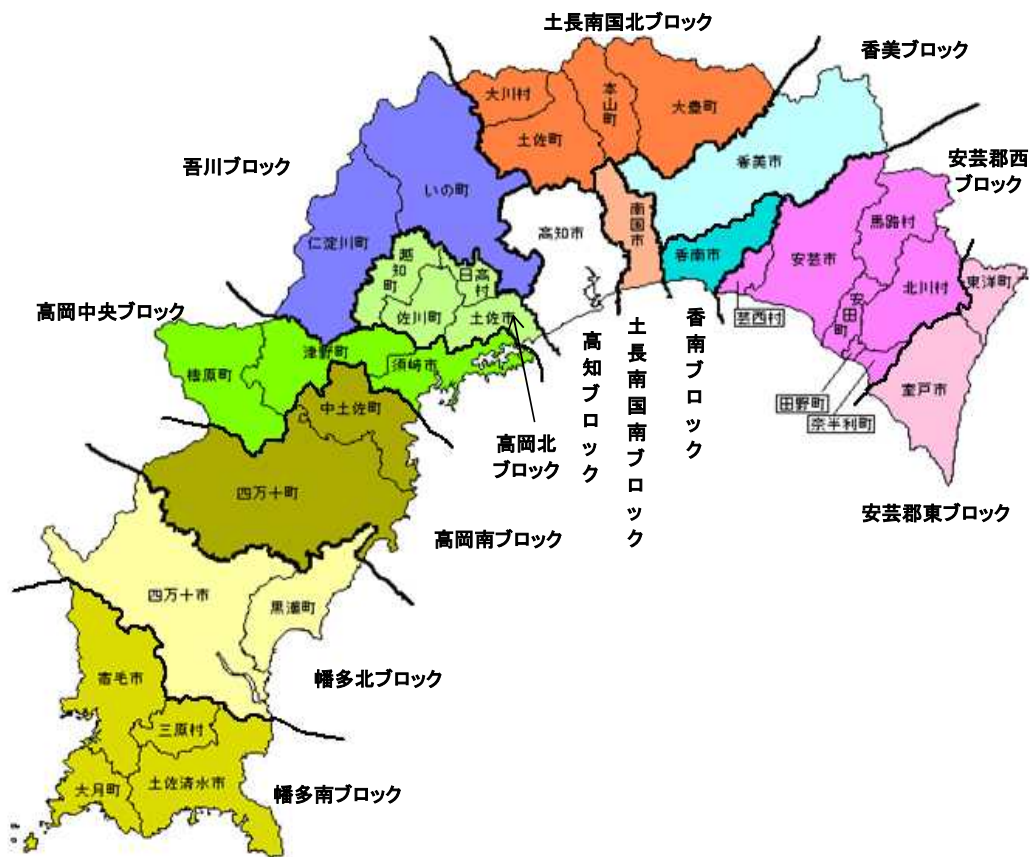 土長南国北ブロック
香美ブロック
大川村
本山町
大豊町
土佐町
吾川ブロック
香美市
安芸郡西
ブロック
いの町
南国市
高知市
馬路村
仁淀川町
越知町
日高村
香南市
安芸市
北川村
東洋町
高岡中央ブロック
佐川町
土佐市
芸西村
安田町
津野町
須崎市
梼原町
高知ブロック
土長南国南ブロック
香南ブロック
室戸市
田野町
奈半利町
中土佐町
高岡北
ブロック
四万十町
安芸郡東ブロック
高岡南ブロック
四万十市
黒潮町
宿毛市
幡多北ブロック
三原村
大月町
土佐清水市
幡多南ブロック